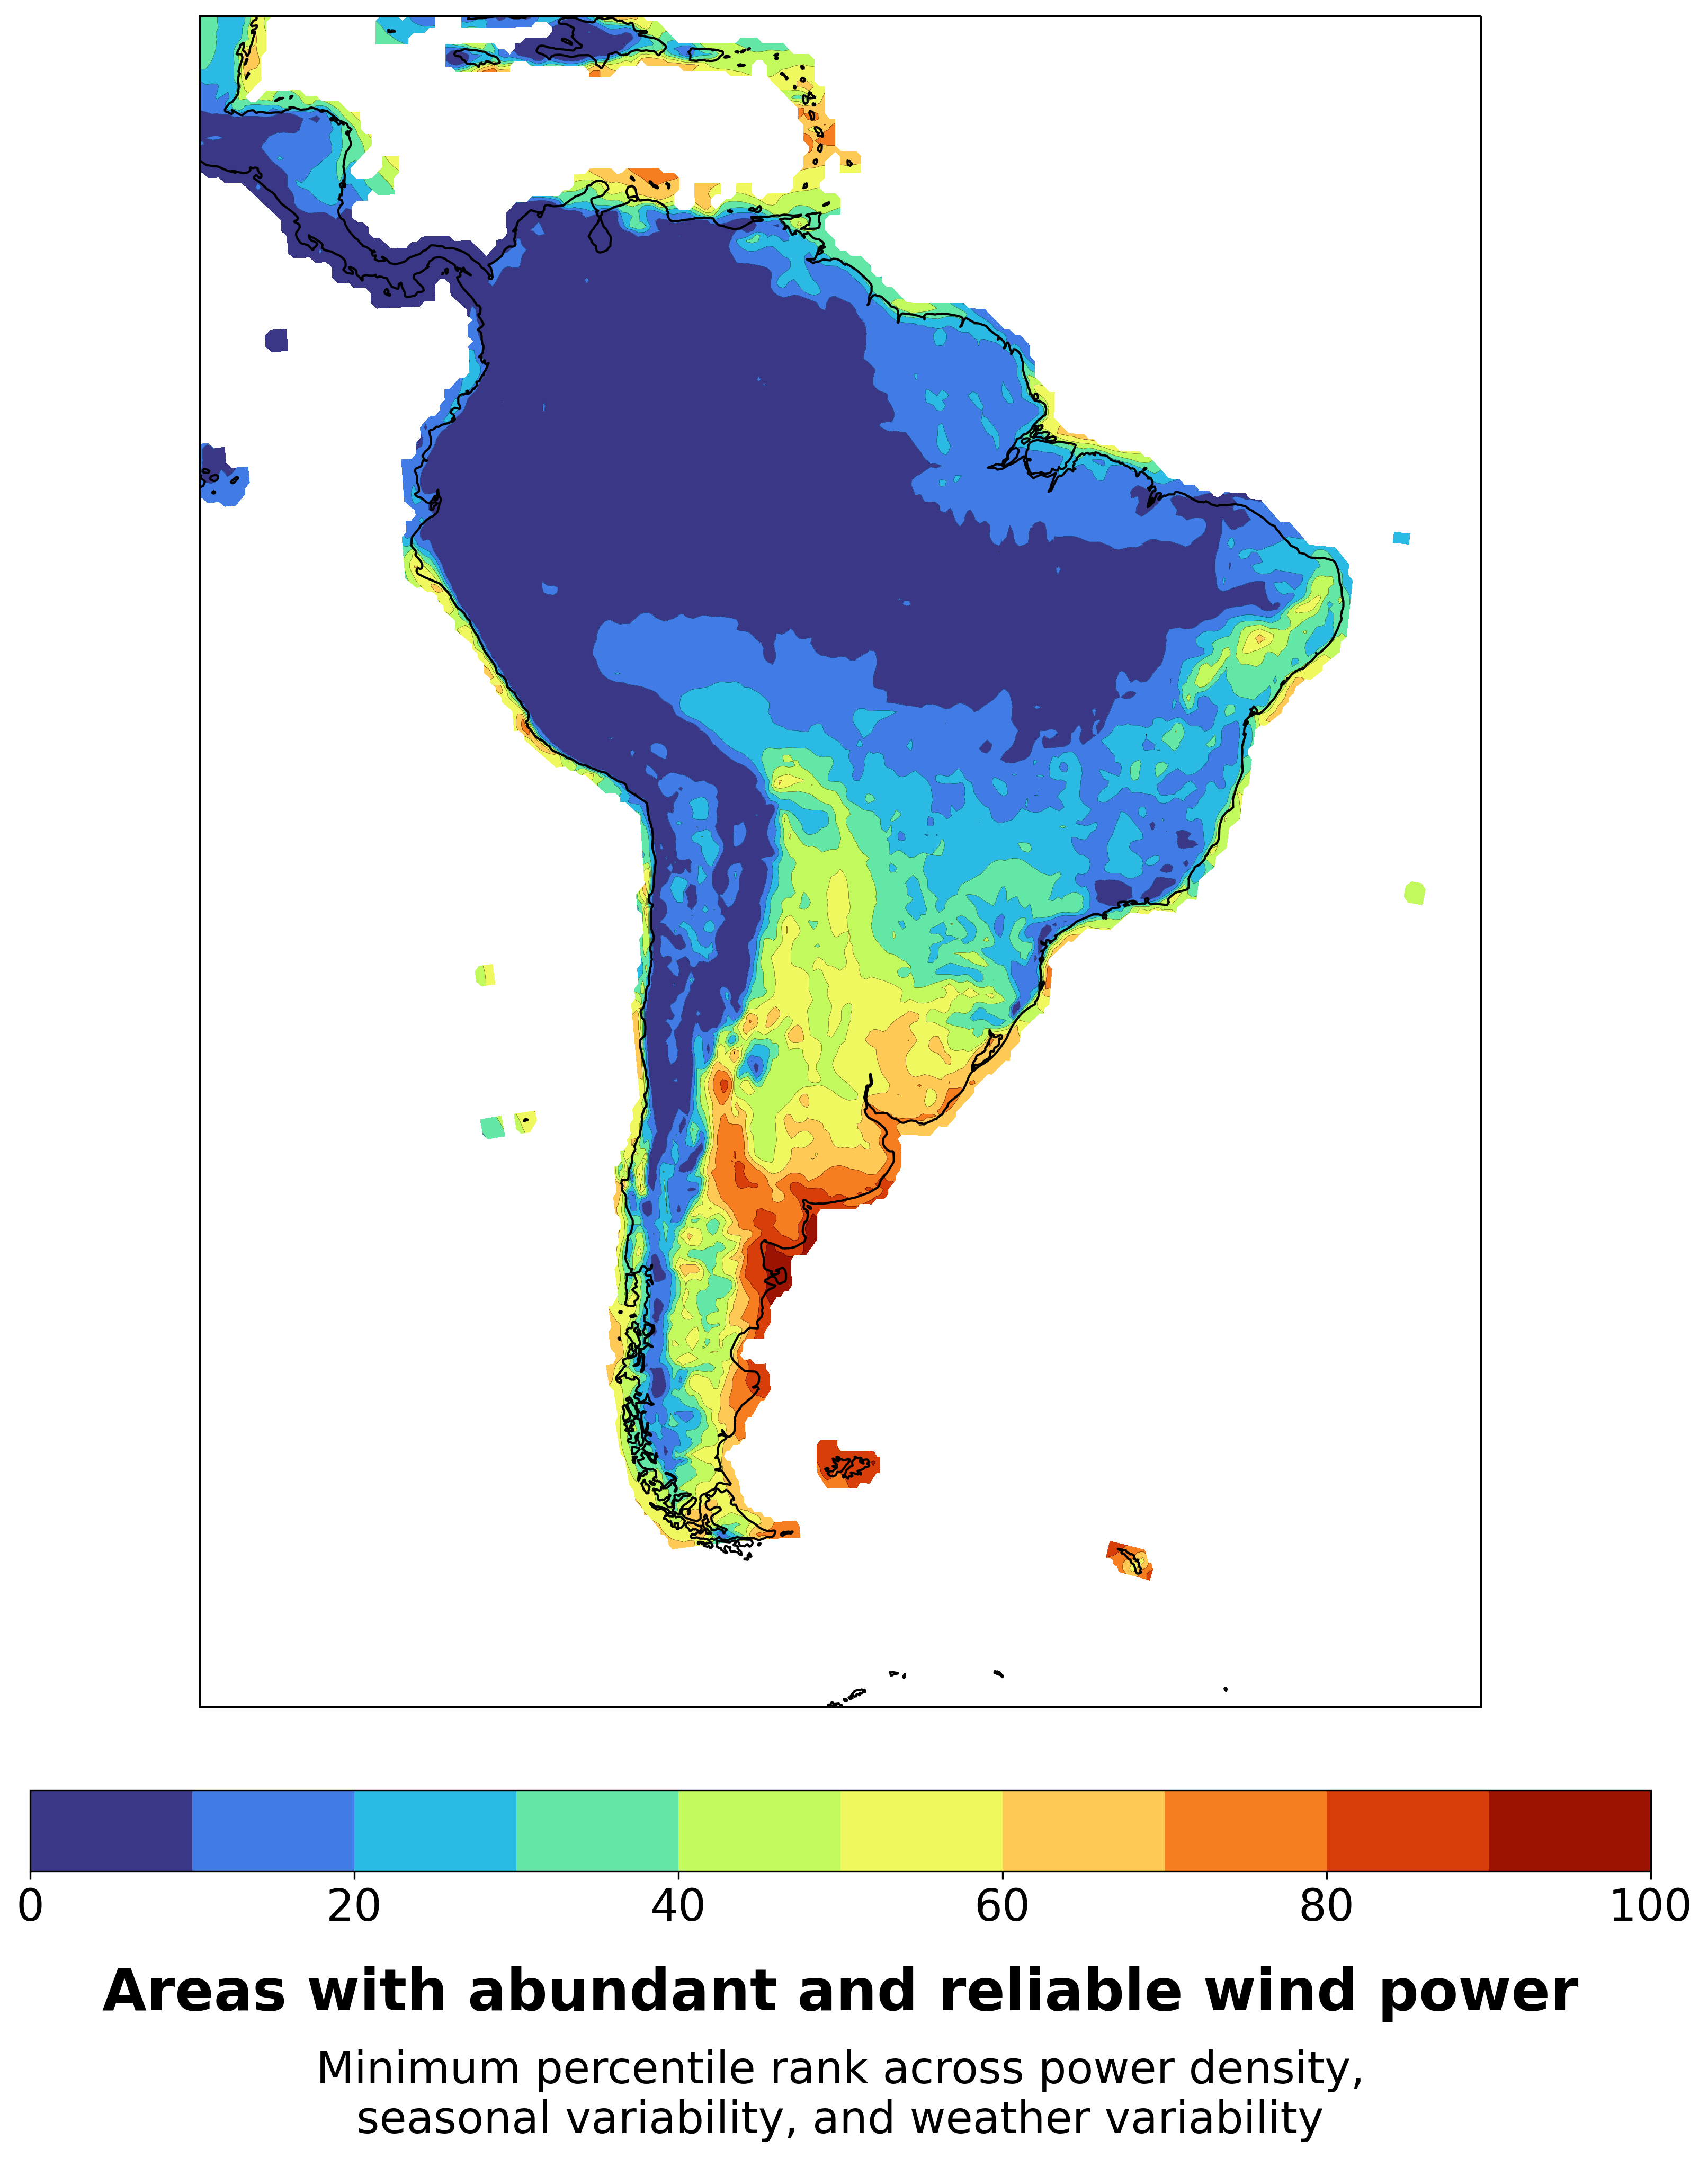 0 20 40 60 80 100
Areas with abundant and reliable wind power
Minimum percentile rank across power density,
seasonal variability, and weather variability